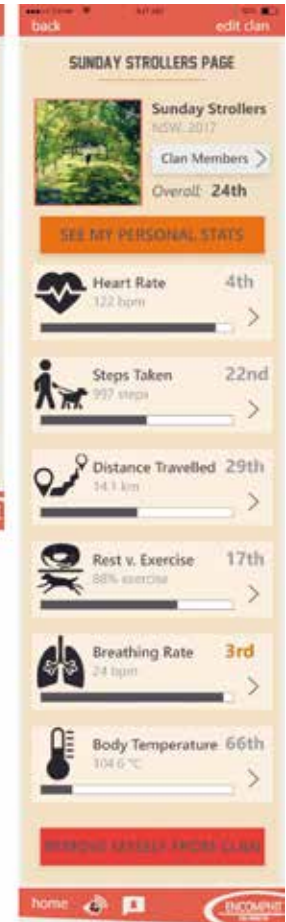 back edit clan
SUNDAY STROLLERS PAGE
Sunday Strollers
NSW, 2017
Clan Members >
Overall: 24th
SEE MY PERSONAL STATS
Heart Rate 4th
122 bpm
Steps Taken 22nd
997 steps
Distance Travelled 29th
14.1 km
Rest v. Exercise 17th
88% exercise
Breathing Rate 3rd
24 bpm
Body Temperature 66th
104.6 °C
REMOVE MYSELF FROM CLAN
home